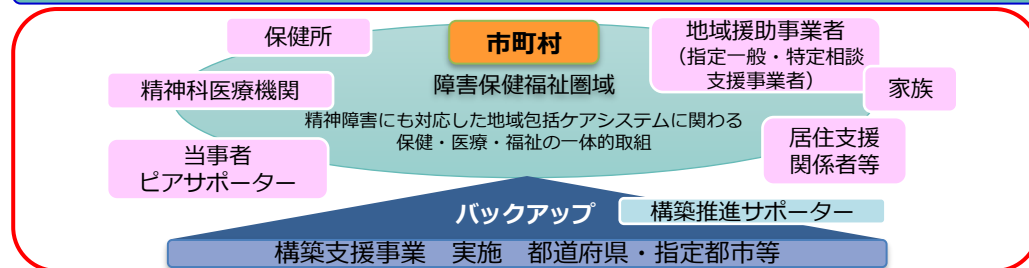 保健所
市町村
地域援助事業者
（指定一般・特定相談
支援事業者）
精神科医療機関
障害保健福祉圏域
家族
精神障害にも対応した地域包括ケアシステムに関わる
保健・医療・福祉の一体的取組
当事者
ピアサポーター
居住支援
関係者等
バックアップ
構築推進サポーター
構築支援事業　実施　都道府県・指定都市等